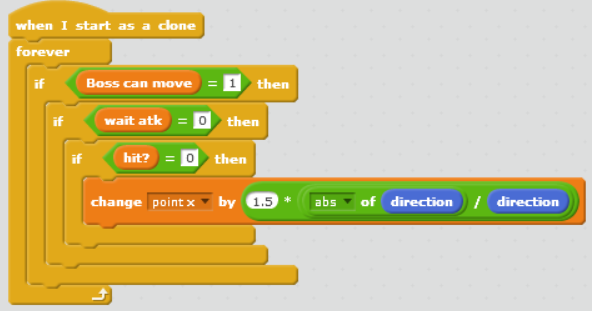 when I start as a clone
forever
if Boss can move = 1 then
if wait atk = 0 then
if hit? = 0 then
change point x by 1.5 * abs of direction / direction